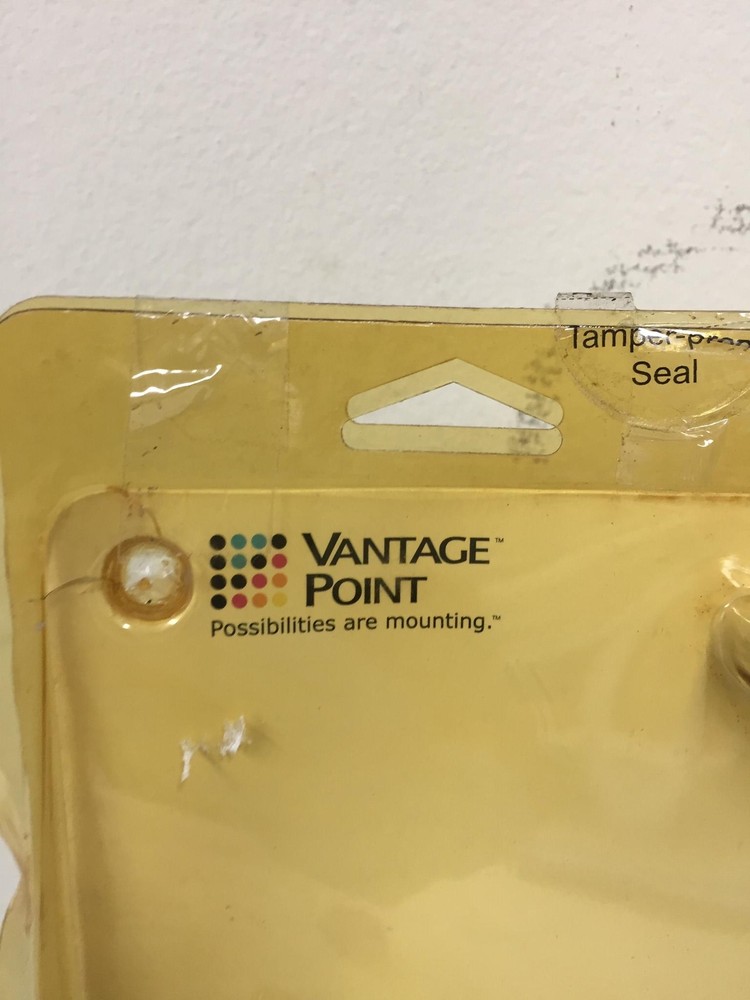 Seal
VANTAGE™
POINT
Possibilities are mounting.™